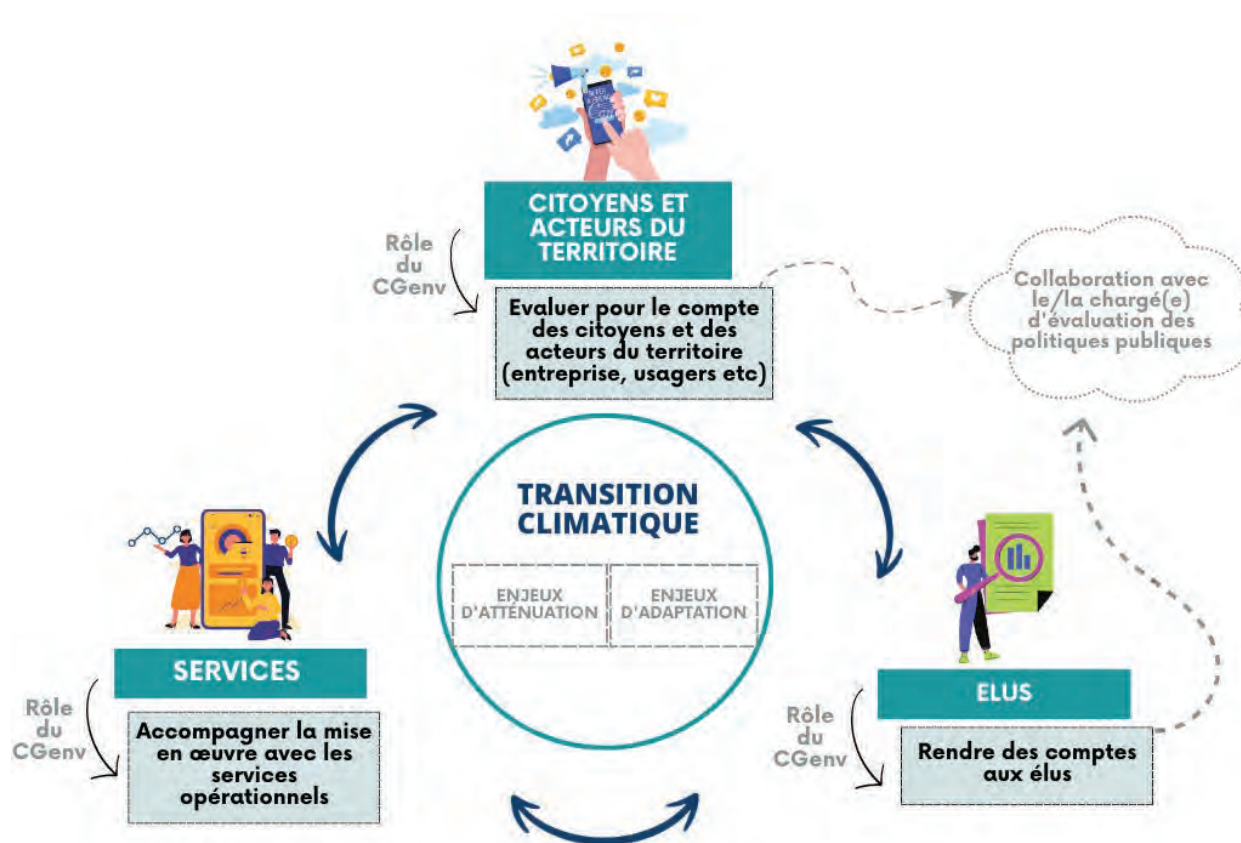 CITOYENS ET
ACTEURS DU
TERRITOIRE
Rôle
du
CGenv
Evaluer pour le compte
des citoyens et des
acteurs du territoire
(entreprise, usagers etc)
Collaboration avec
le/la chargé(e)
d'évaluation des
politiques publiques
TRANSITION
CLIMATIQUE
ENJEUX
D'ATTÉNUATION
ENJEUX
D'ADAPTATION
SERVICES
Rôle
du
CGenv
Accompagner la mise
en œuvre avec les
services
opérationnels
ELUS
Rôle
du
CGenv
Rendre des comptes
aux élus